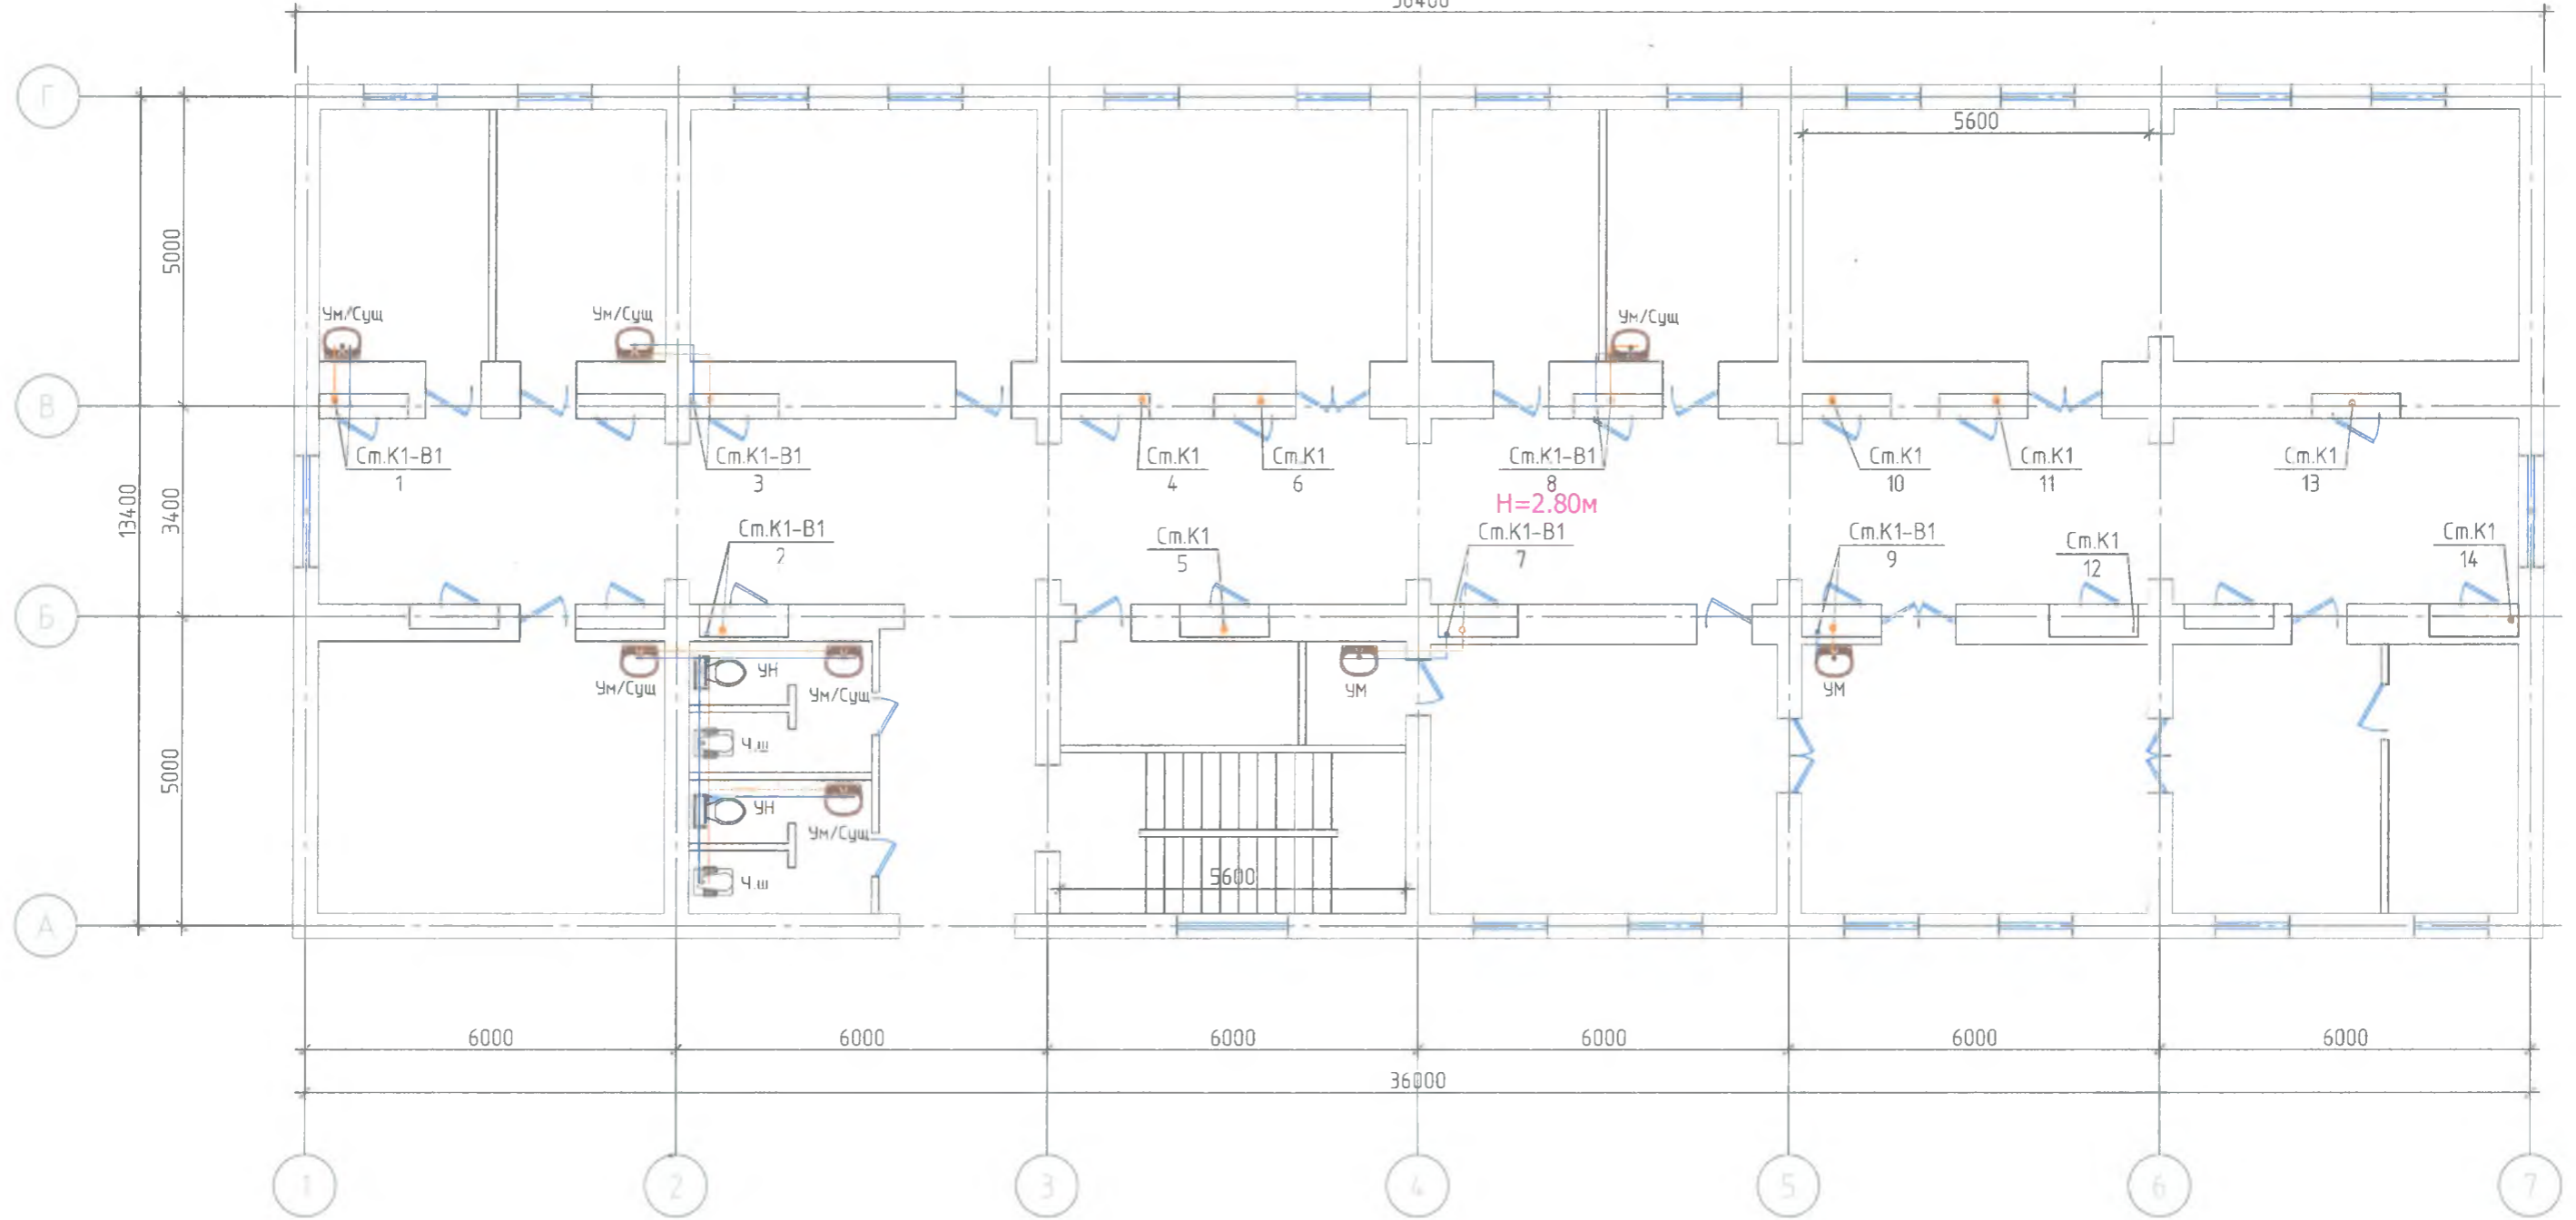 36400
Г
5600
5000
Ум/Сущ
Ум/Сущ
Ум/Сущ
В
Ст.К1-В1
1
Ст.К1-В1
3
Ст.К1
4
Ст.К1
6
Ст.К1-В1
8
Н=2.80м
Ст.К1
10
Ст.К1
11
Ст.К1
13
13400
3400
Ст.К1-В1
2
Ст.К1
5
Ст.К1-В1
7
Ст.К1-В1
9
Ст.К1
12
Ст.К1
14
Б
Ум/Сущ
УН
Ум/Сущ
УМ
УМ
Ч.ш
5000
УН
Ум/Сущ
Ч.ш
5600
А
6000
6000
6000
6000
6000
6000
36000
1
2
3
4
5
6
7